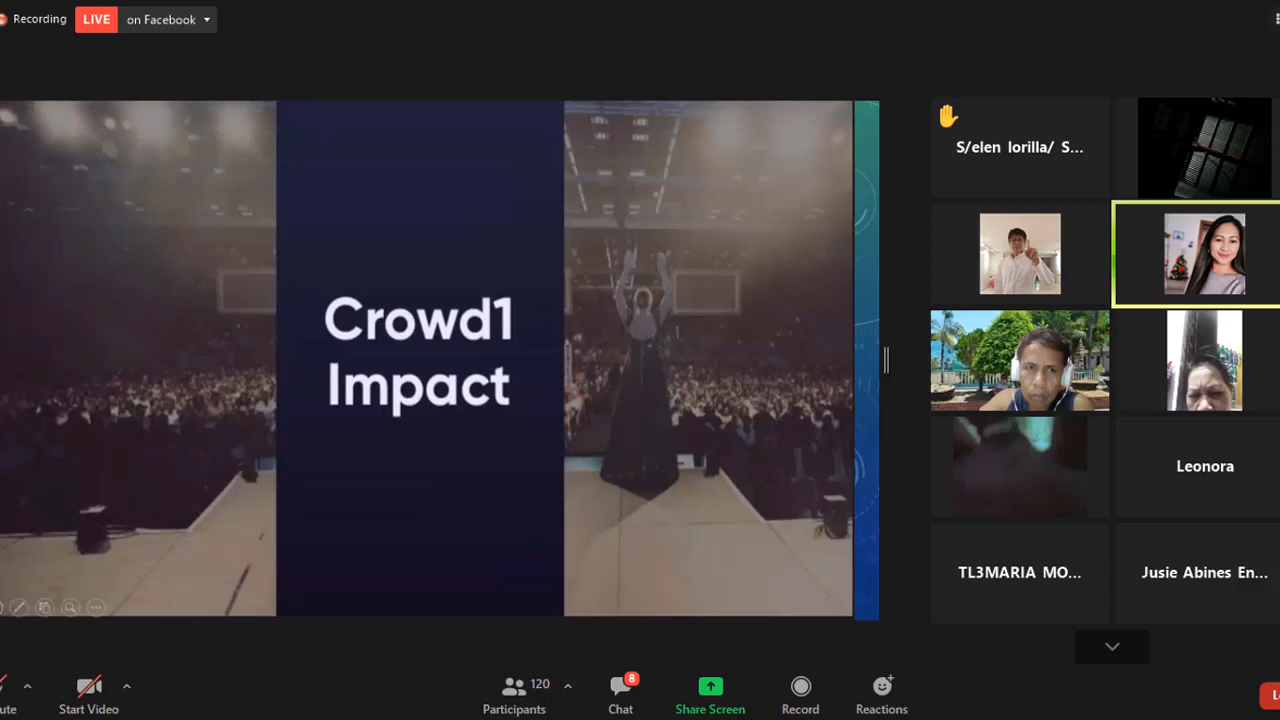 Recording
LIVE
on Facebook
Crowd1
Impact
S/elen lorilla/ S...
Leonora
TL3MARIA MO...
Jusie Abines En...
ute
Start Video
120
Participants
8
Chat
Share Screen
Record
Reactions